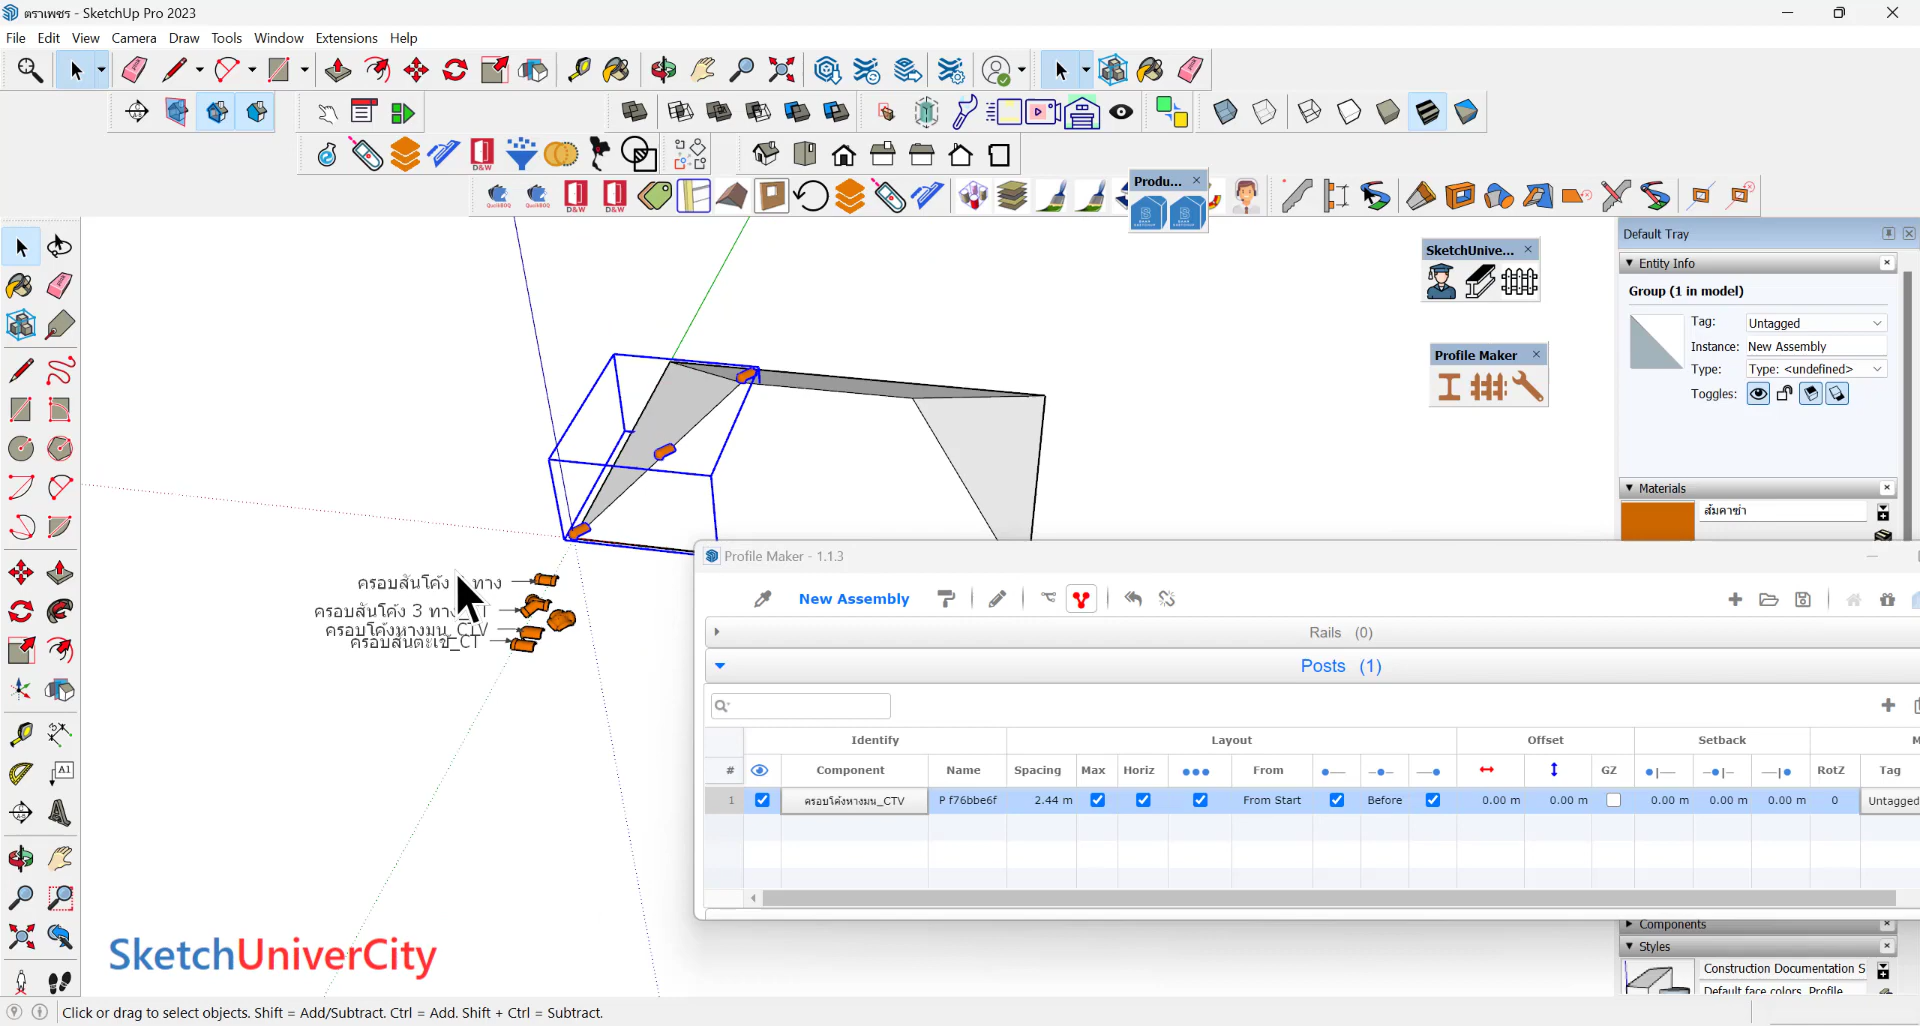 ตราเพชร - SketchUp Pro 2023
File Edit View Camera Draw Tools Window Extensions Help
D&W
QuickBOQ QuickBOQ D&W D&W
Produ...
Default Tray
SketchUnive...
Entity Info
Group (1 in model)
Tag: Untagged
Instance: New Assembly
Type: Type: <undefined>
Toggles:
Profile Maker
Materials
ส้มคาซ่า
Profile Maker - 1.1.3
New Assembly
Rails (0)
Posts (1)
Identify Layout Offset Setback M
# Component Name Spacing Max Horiz From GZ RotZ Tag
1 ครอบโค้งหางมน_CTV P f76bbe6f 2.44 m From Start Before 0.00 m 0.00 m 0.00 m 0.00 m 0.00 m 0 Untagged
ครอบสันโค้ง ทาง
ครอบสันโค้ง 3 ทาง T
ครอบโค้งหางมน_CTV
ครอบสันตะเข้_CT
A1
Components
Styles
Construction Documentation S
Default face colors. Profile
SketchUniverCity
Click or drag to select objects. Shift = Add/Subtract. Ctrl = Add. Shift + Ctrl = Subtract.